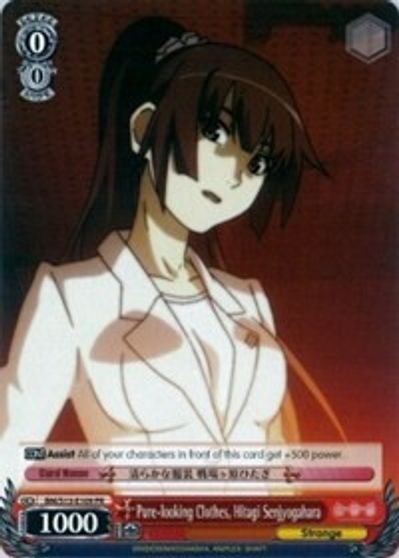 0
0
CONT Assist All of your characters in front of this card get +500 power.
Card Name
清らかな服装 戦場ヶ原ひたぎ
1000
Pure-looking Clothes, Hitagi Senjyogahara
Strange